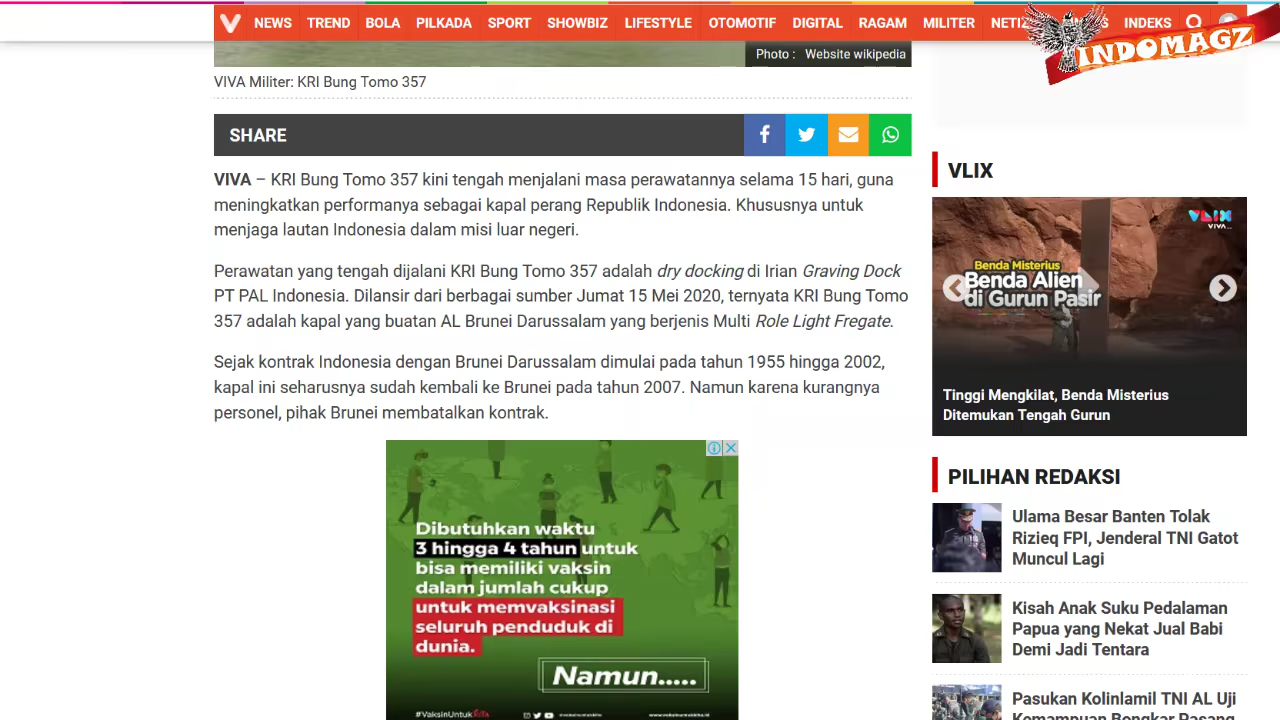 NEWS TREND BOLA PILKADA SPORT SHOWBIZ LIFESTYLE OTOMOTIF DIGITAL RAGAM MILITER INDEKS
INDOMAGZ
Photo : Website wikipedia
VIVA Militer: KRI Bung Tomo 357
SHARE
VIVA – KRI Bung Tomo 357 kini tengah menjalani masa perawatannya selama 15 hari, guna
meningkatkan performanya sebagai kapal perang Republik Indonesia. Khususnya untuk
menjaga lautan Indonesia dalam misi luar negeri.
Perawatan yang tengah dijalani KRI Bung Tomo 357 adalah dry docking di Irian Graving Dock
PT PAL Indonesia. Dilansir dari berbagai sumber Jumat 15 Mei 2020, ternyata KRI Bung Tomo
357 adalah kapal yang buatan AL Brunei Darussalam yang berjenis Multi Role Light Fregate.
Sejak kontrak Indonesia dengan Brunei Darussalam dimulai pada tahun 1955 hingga 2002,
kapal ini seharusnya sudah kembali ke Brunei pada tahun 2007. Namun karena kurangnya
personel, pihak Brunei membatalkan kontrak.
Dibutuhkan waktu
3 hingga 4 tahun untuk
bisa memiliki vaksin
dalam jumlah cukup
untuk memvaksinasi
seluruh penduduk di
dunia.
Namun.....
#VaksinUntukKita
VLIX
VLIX
VIVA
Benda Misterius
Benda Alien
di Gurun Pasir
Tinggi Mengkilat, Benda Misterius
Ditemukan Tengah Gurun
PILIHAN REDAKSI
Ulama Besar Banten Tolak
Rizieq FPI, Jenderal TNI Gatot
Muncul Lagi
Kisah Anak Suku Pedalaman
Papua yang Nekat Jual Babi
Demi Jadi Tentara
Pasukan Kolinlamil TNI AL Uji
Kemampuan Bongkar Pasang